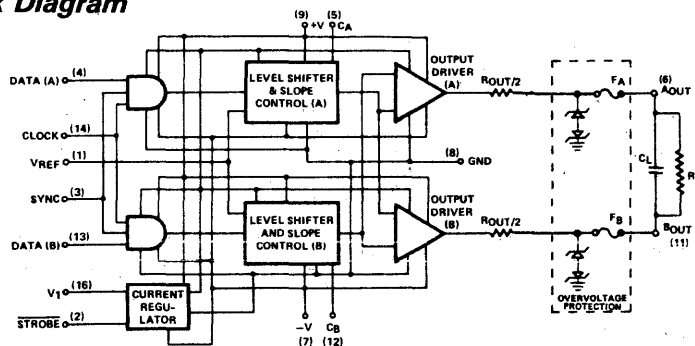 k Diagram
(9) (5)
+V CA
DATA (A) (4)
LEVEL SHIFTER
& SLOPE
CONTROL (A)
OUTPUT
DRIVER
(A)
ROUT/2
FA
(6)
AOUT
CLOCK (14)
VREF (1)
(8)
GND
CL
R
SYNC (3)
LEVEL SHIFTER
AND SLOPE
CONTROL (B)
OUTPUT
DRIVER
(B)
ROUT/2
FB
BOUT
(11)
DATA (B) (13)
V1 (16)
CURRENT
REGU-
LATOR
STROBE (2)
-V CB
(7) (12)
OVERVOLTAGE
PROTECTION